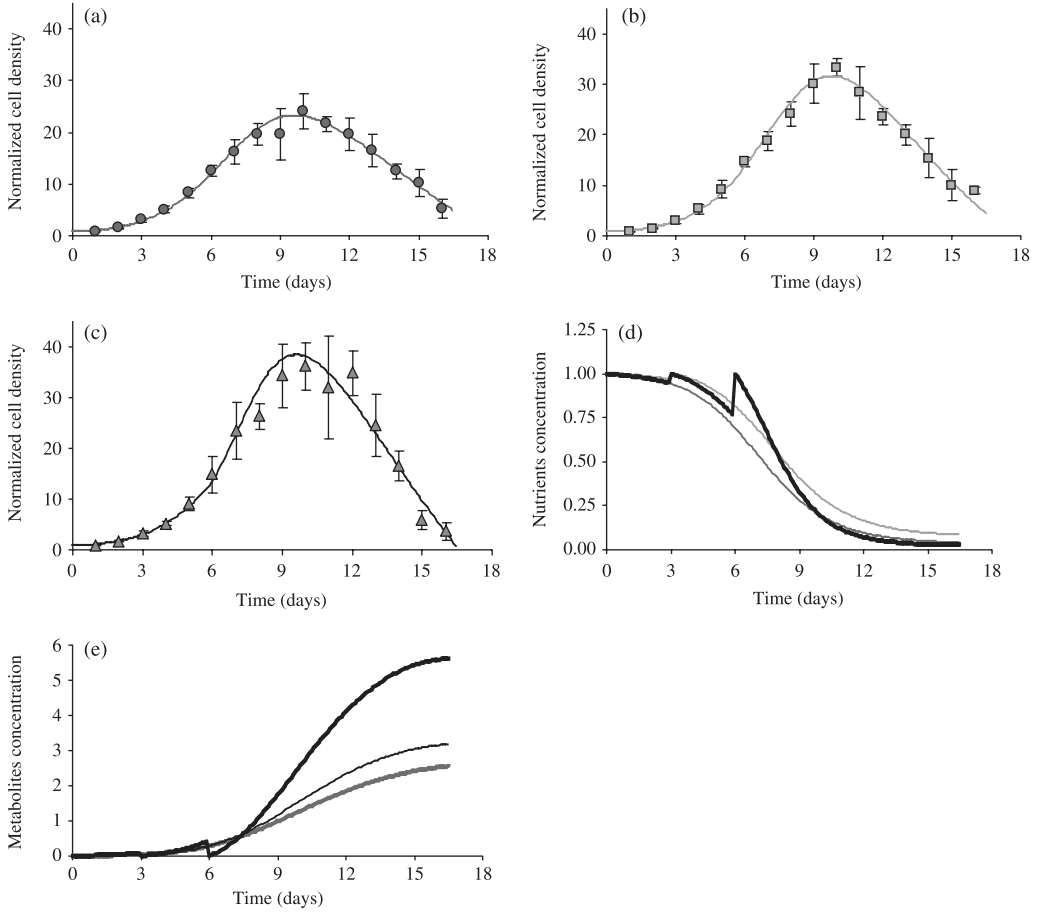 (a)
Normalized cell density
40
30
20
10
0
0 3 6 9 12 15 18
Time (days)
(b)
Normalized cell density
40
30
20
10
0
0 3 6 9 12 15 18
Time (days)
(c)
Normalized cell density
40
30
20
10
0
0 3 6 9 12 15 18
Time (days)
(d)
Nutrients concentration
1.25
1.00
0.75
0.50
0.25
0.00
0 3 6 9 12 15 18
Time (days)
(e)
Metabolites concentration
6
5
4
3
2
1
0
0 3 6 9 12 15 18
Time (days)